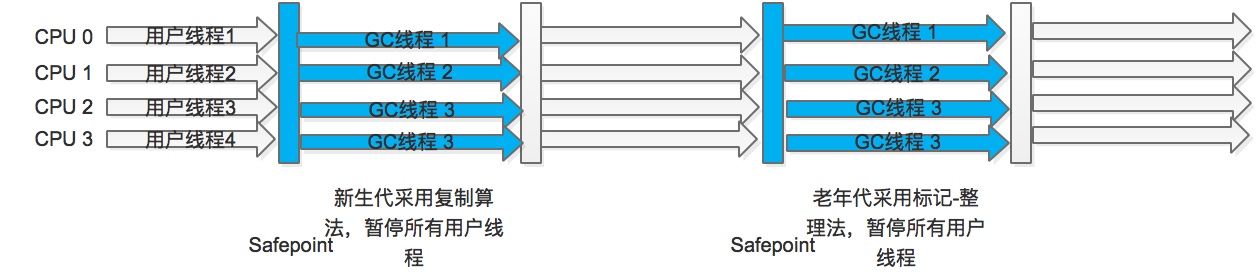 CPU 0 用户线程1 GC线程 1 GC线程 1
CPU 1 用户线程2 GC线程 2 GC线程 2
CPU 2 用户线程3 GC线程 3 GC线程 3
CPU 3 用户线程4 GC线程 3 GC线程 3
新生代采用复制算
法，暂停所有用户线
程
Safepoint
老年代采用标记-整
理法，暂停所有用户
线程
Safepoint